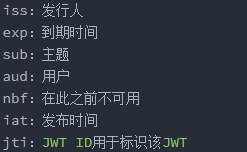 iss：发行人
exp：到期时间
sub：主题
aud：用户
nbf：在此之前不可用
iat：发布时间
jti：JWT ID用于标识该JWT